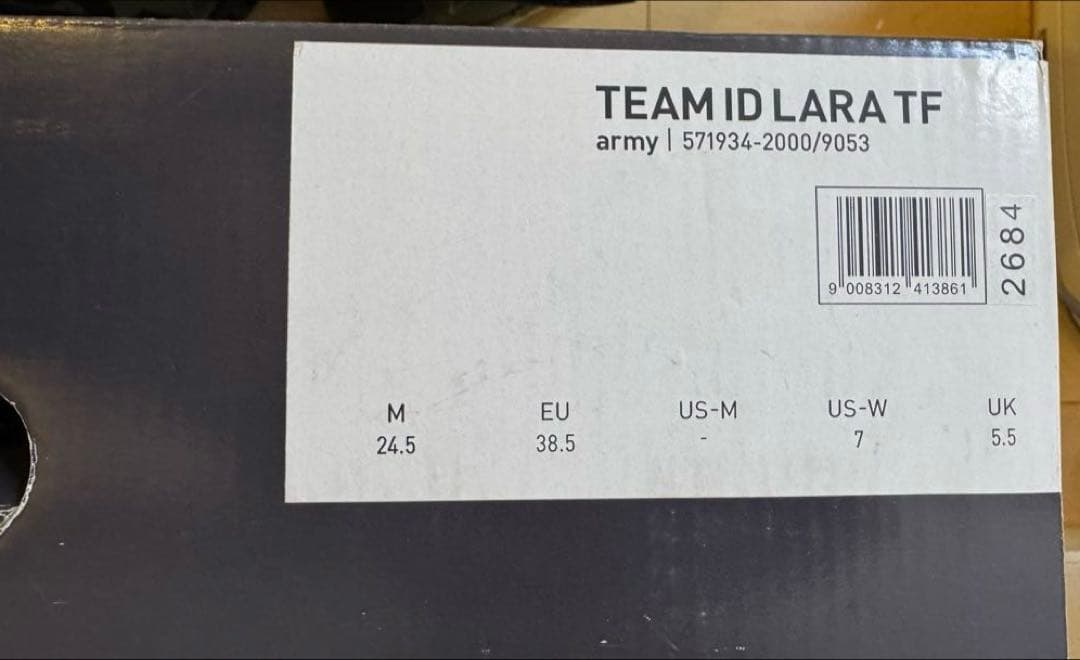 TEAM ID LARA TF
army | 571934-2000/9053
9 008312 413861
2684
M EU US-M US-W UK
24.5 38.5 - 7 5.5